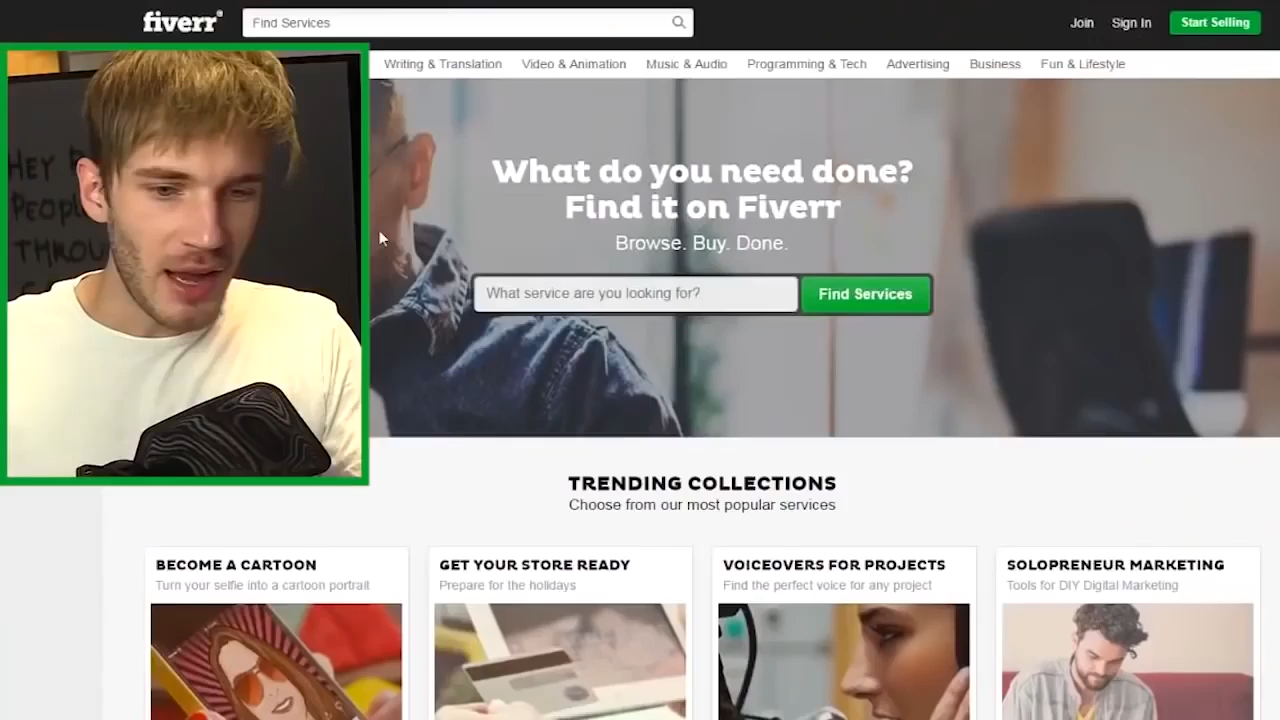 fiverr®
Find Services
Join
Sign In
Start Selling
Writing & Translation
Video & Animation
Music & Audio
Programming & Tech
Advertising
Business
Fun & Lifestyle
HEY
PEOPL
THROU
What do you need done?
Find it on Fiverr
Browse. Buy. Done.
What service are you looking for?
Find Services
TRENDING COLLECTIONS
Choose from our most popular services
BECOME A CARTOON
Turn your selfie into a cartoon portrait
GET YOUR STORE READY
Prepare for the holidays
VOICEOVERS FOR PROJECTS
Find the perfect voice for any project
SOLOPRENEUR MARKETING
Tools for DIY Digital Marketing